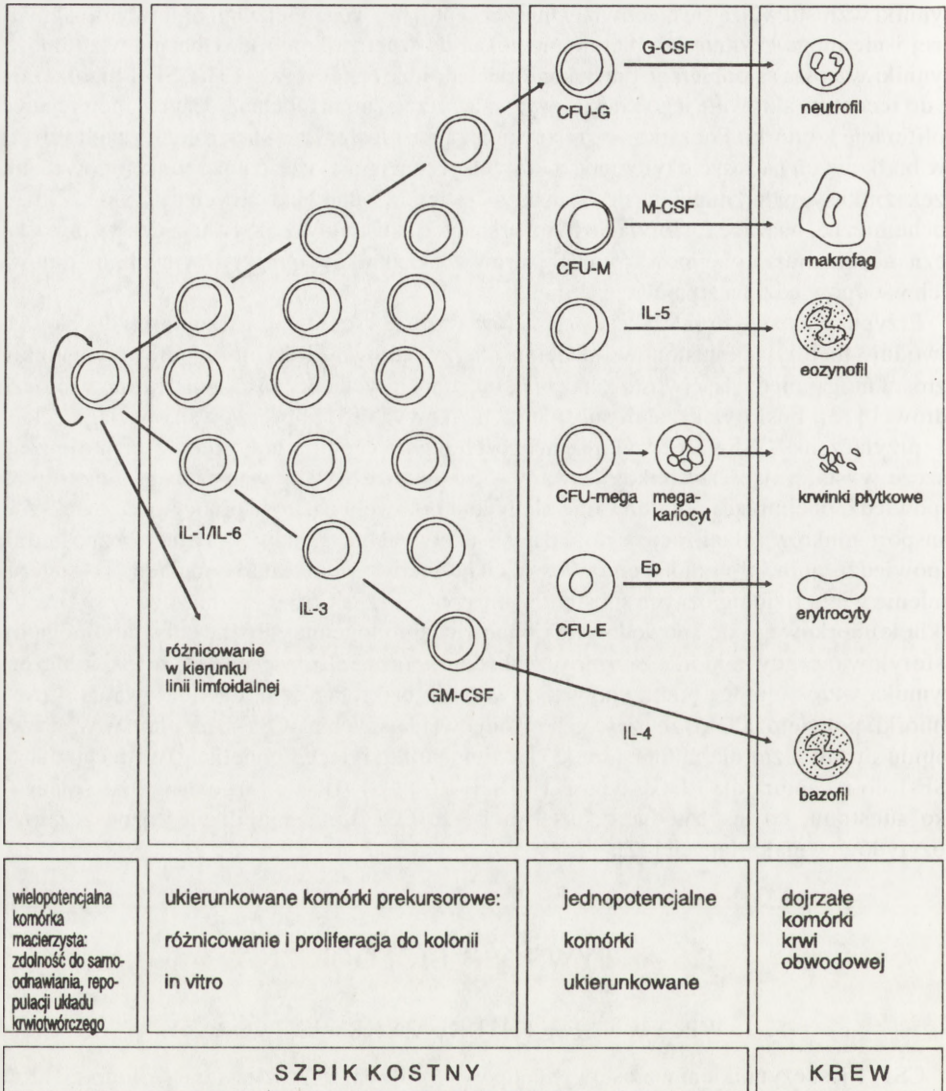 G-CSF
CFU-G
neutrofil
M-CSF
CFU-M
makrofag
IL-5
eozynofil
CFU-mega
mega-
kariocyt
krwinki płytkowe
IL-1/IL-6
Ep
CFU-E
erytrocyty
IL-3
różnicowanie
w kierunku
linii limfoidalnej
GM-CSF
IL-4
bazofil
wielopotencjalna
komórka
macierzysta:
zdolność do samo-
odnawiania, repo-
pulacji układu
krwiotwórczego
ukierunkowane komórki prekursorowe:
różnicowanie i proliferacja do kolonii
in vitro
jednopotencjalne
komórki
ukierunkowane
dojrzałe
komórki
krwi
obwodowej
SZPIK KOSTNY
KREW